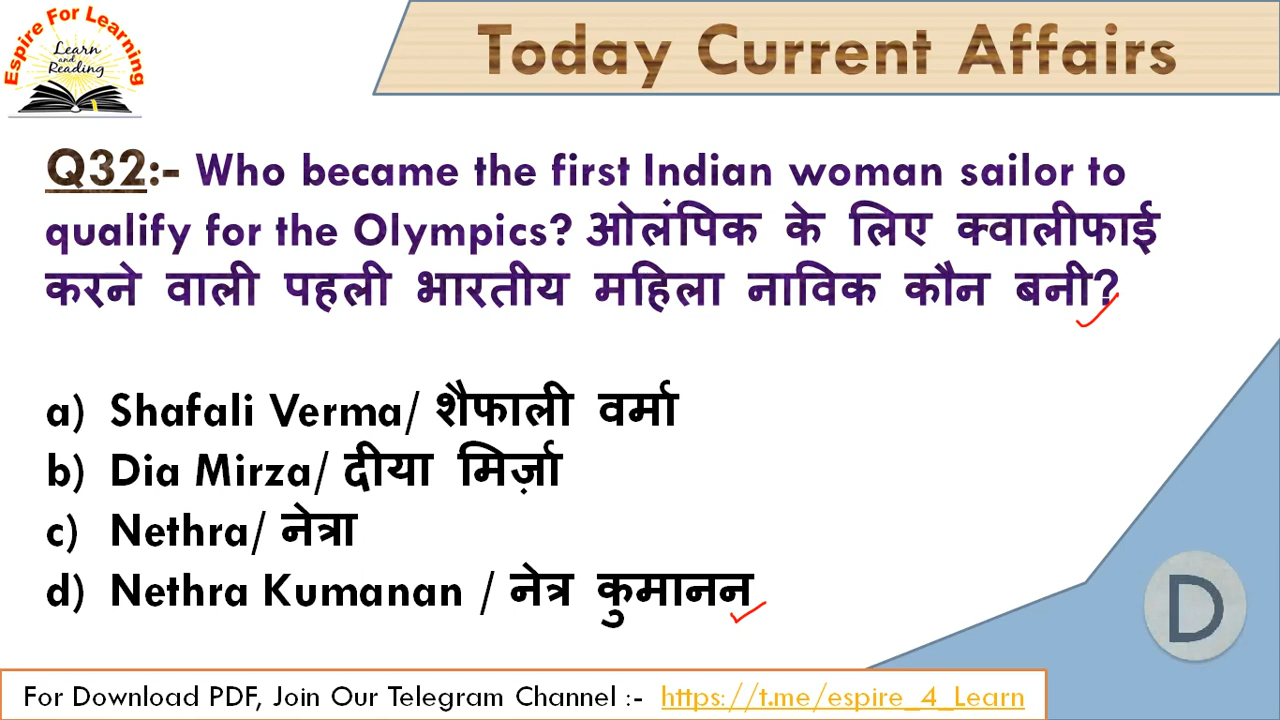 Espire For Learning
Learn
and
Reading
Today Current Affairs
Q32:- Who became the first Indian woman sailor to
qualify for the Olympics? ओलंपिक के लिए क्वालीफाई
करने वाली पहली भारतीय महिला नाविक कौन बनी?
a) Shafali Verma/ शैफाली वर्मा
b) Dia Mirza/ दीया मिर्ज़ा
c) Nethra/ नेत्रा
d) Nethra Kumanan / नेत्र कुमानन
D
For Download PDF, Join Our Telegram Channel :- https://t.me/espire_4_Learn